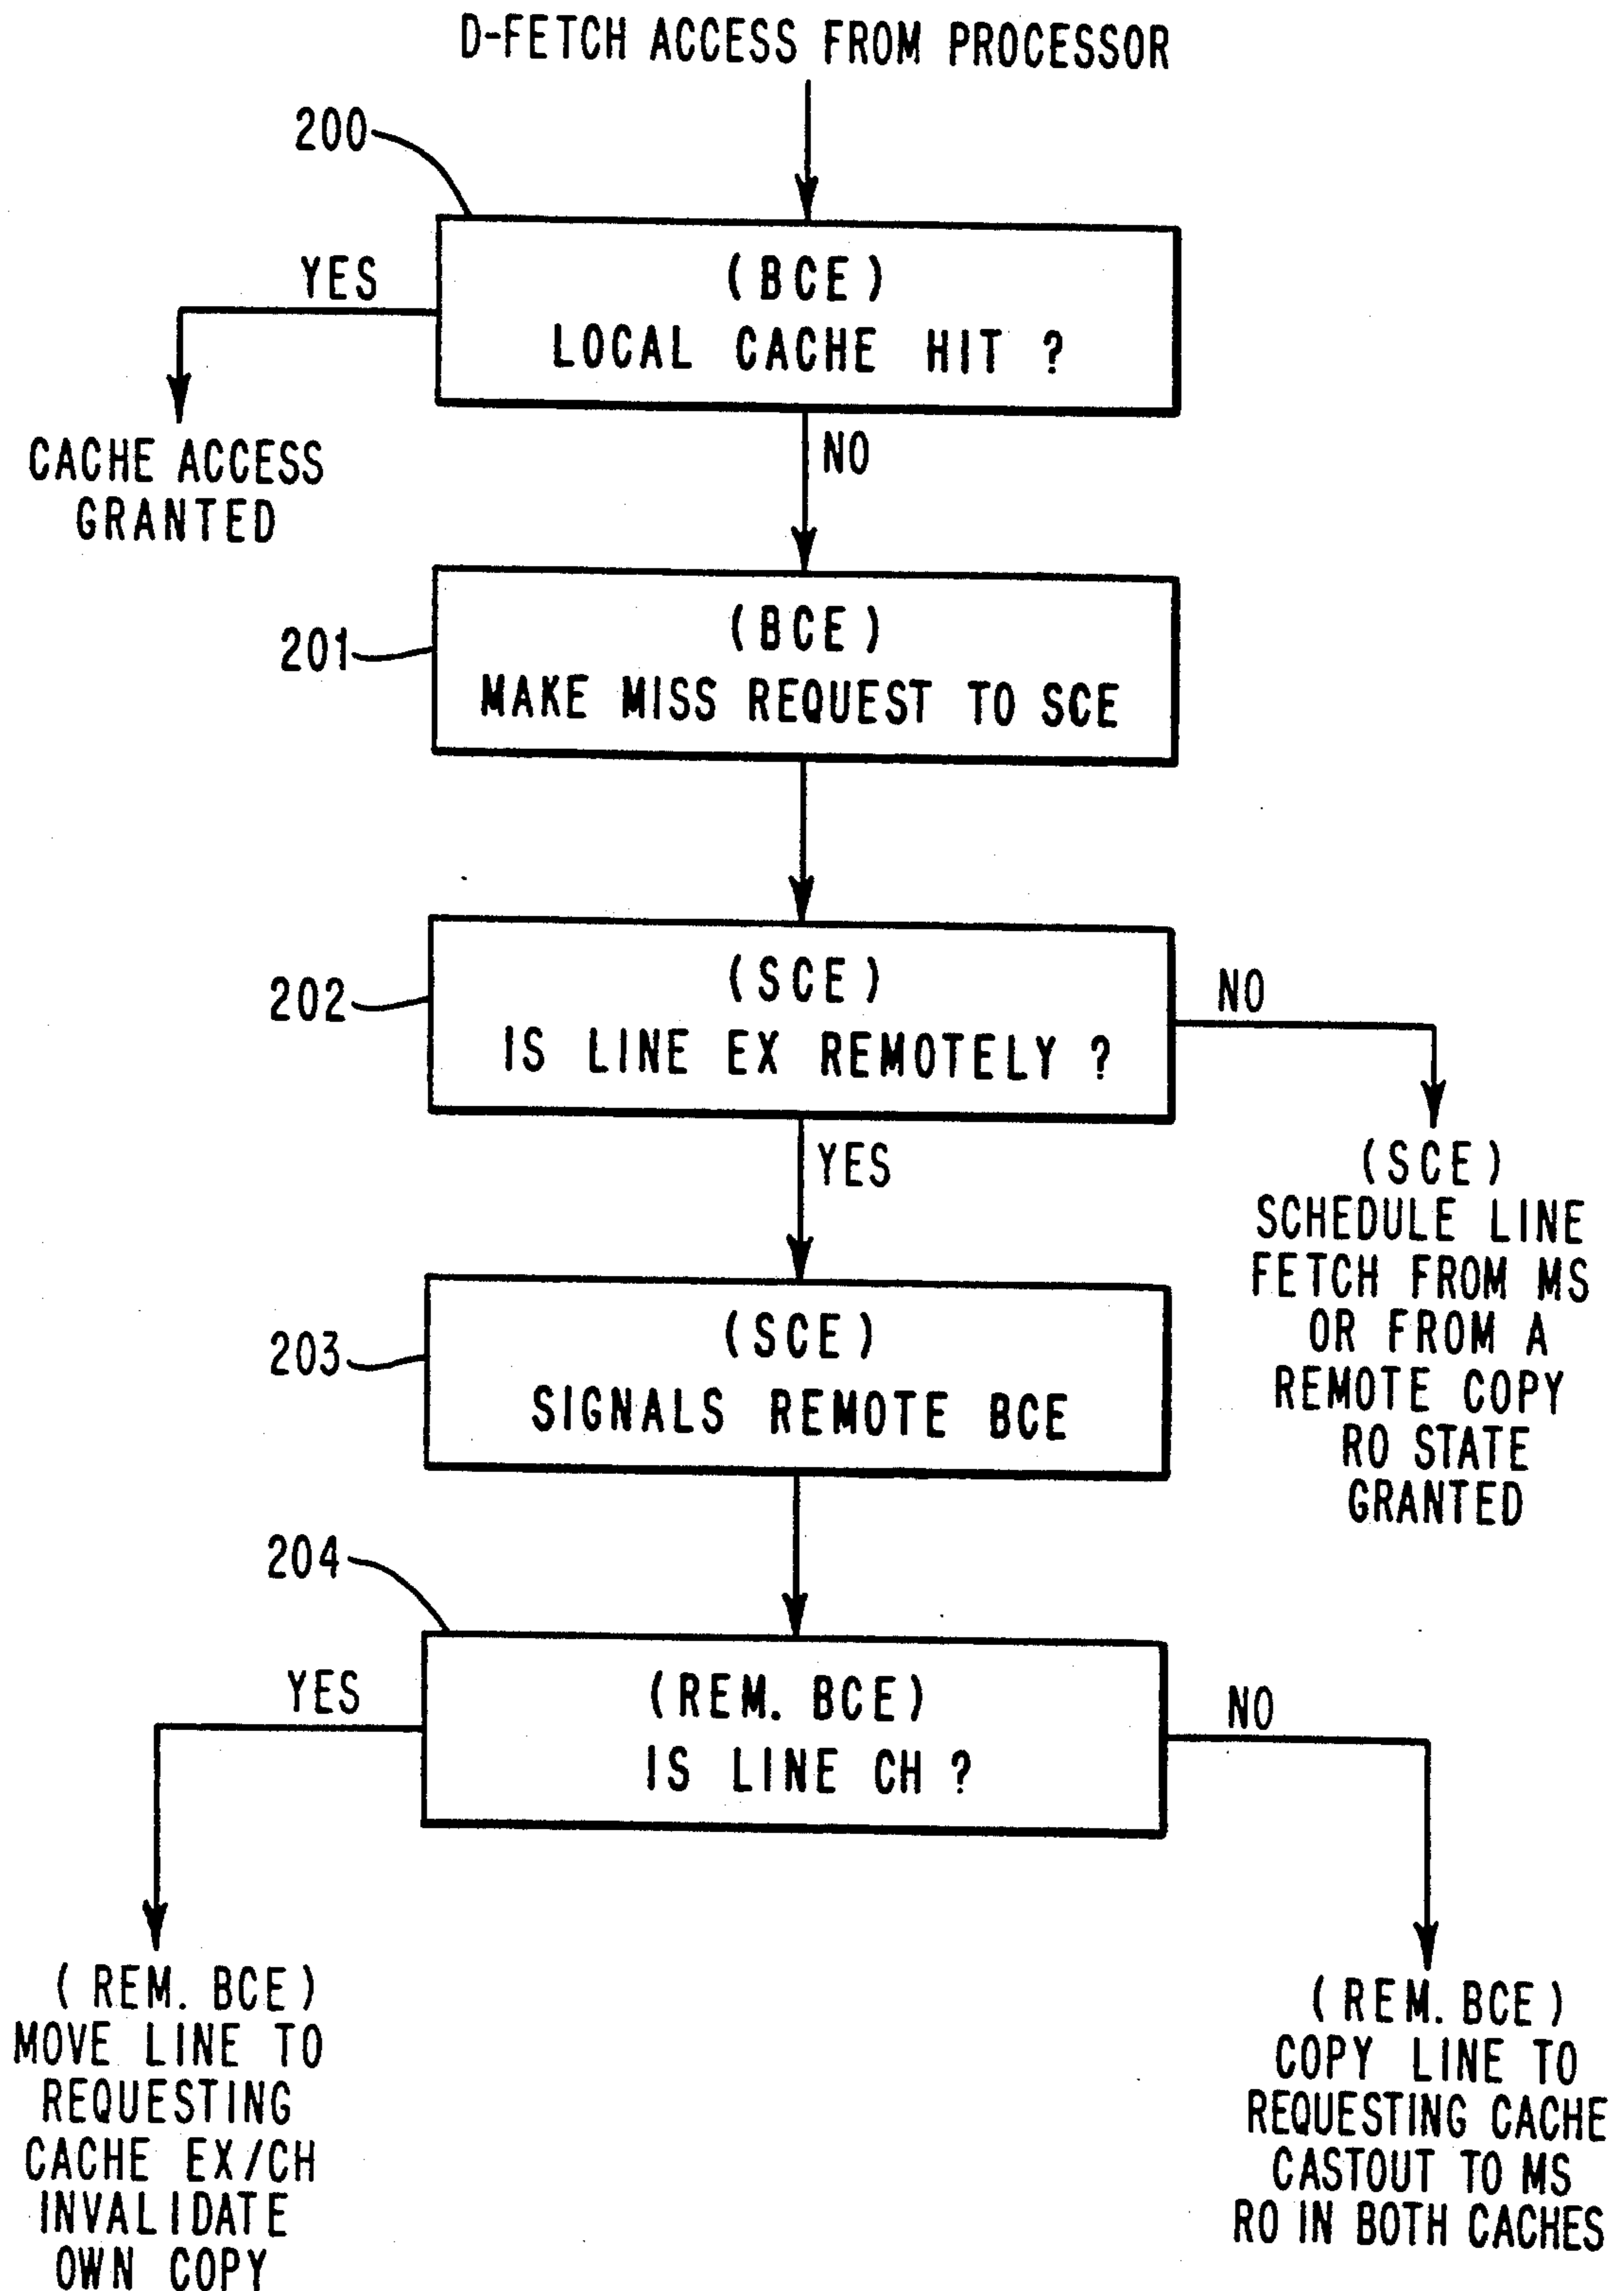 D-FETCH ACCESS FROM PROCESSOR
200
(BCE)
LOCAL CACHE HIT ?
YES
CACHE ACCESS
GRANTED
NO
201
(BCE)
MAKE MISS REQUEST TO SCE
202
(SCE)
IS LINE EX REMOTELY ?
NO
(SCE)
SCHEDULE LINE
FETCH FROM MS
OR FROM A
REMOTE COPY
RO STATE
GRANTED
YES
203
(SCE)
SIGNALS REMOTE BCE
204
(REM. BCE)
IS LINE CH ?
YES
(REM. BCE)
MOVE LINE TO
REQUESTING
CACHE EX/CH
INVALIDATE
OWN COPY
NO
(REM. BCE)
COPY LINE TO
REQUESTING CACHE
CASTOUT TO MS
RO IN BOTH CACHES